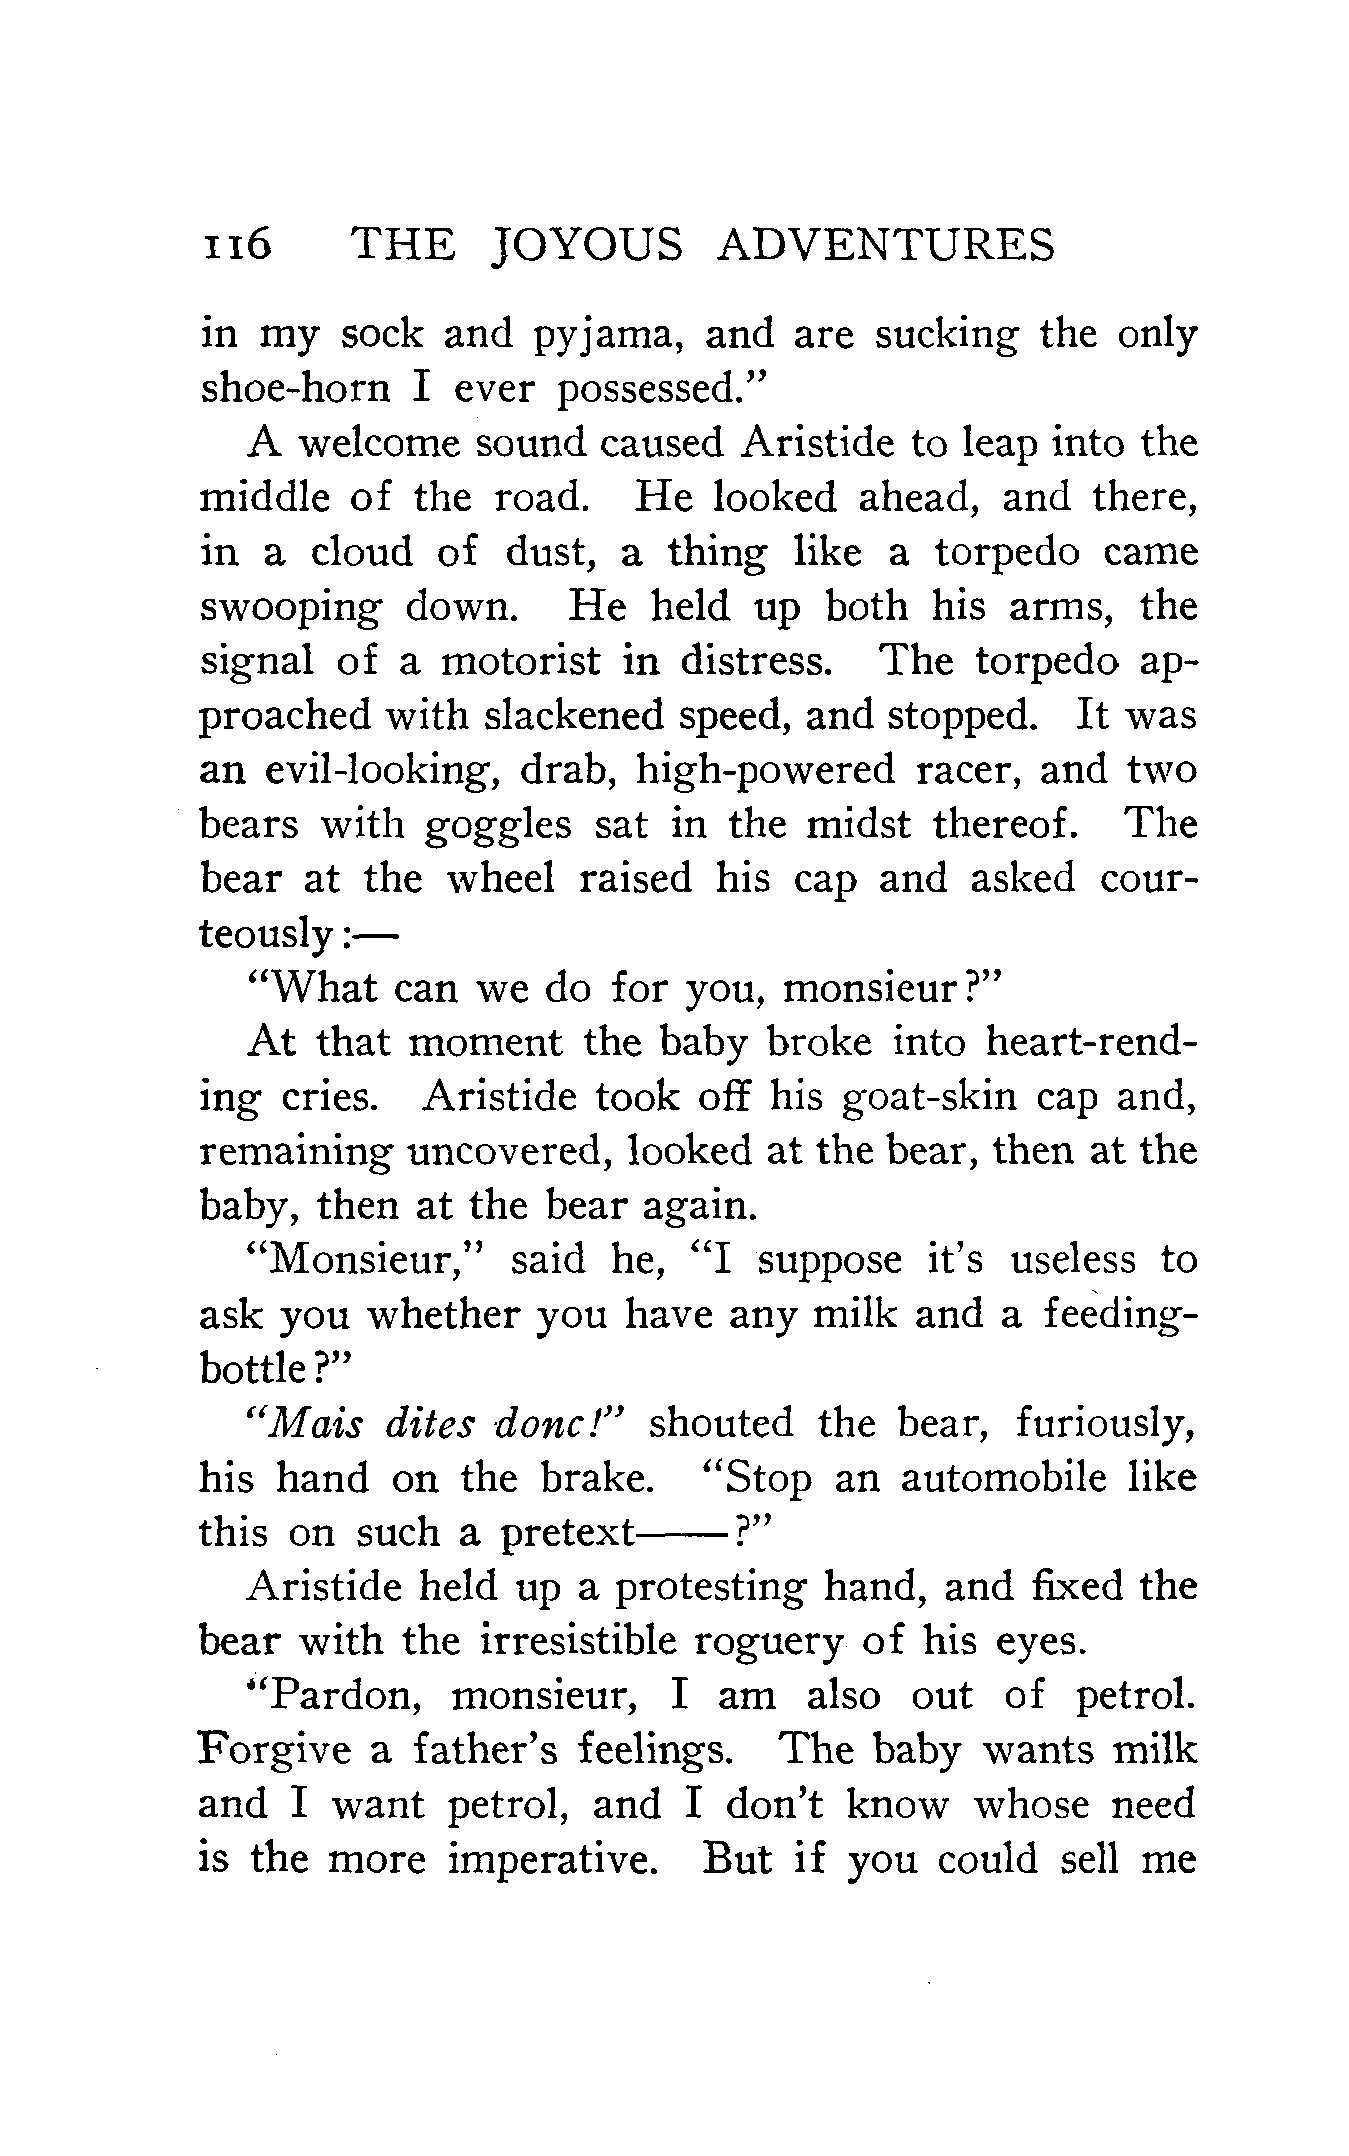 116 THE JOYOUS ADVENTURES
in my sock and pyjama, and are sucking the only
shoe-horn I ever possessed."
A welcome sound caused Aristide to leap into the
middle of the road. He looked ahead, and there,
in a cloud of dust, a thing like a torpedo came
swooping down. He held up both his arms, the
signal of a motorist in distress. The torpedo ap-
proached with slackened speed, and stopped. It was
an evil-looking, drab, high-powered racer, and two
bears with goggles sat in the midst thereof. The
bear at the wheel raised his cap and asked cour-
teously:—
"What can we do for you, monsieur?"
At that moment the baby broke into heart-rend-
ing cries. Aristide took off his goat-skin cap and,
remaining uncovered, looked at the bear, then at the
baby, then at the bear again.
"Monsieur," said he, "I suppose it's useless to
ask you whether you have any milk and a feeding-
bottle?"
"Mais dites donc!" shouted the bear, furiously,
his hand on the brake. "Stop an automobile like
this on such a pretext——?"
Aristide held up a protesting hand, and fixed the
bear with the irresistible roguery of his eyes.
"Pardon, monsieur, I am also out of petrol.
Forgive a father's feelings. The baby wants milk
and I want petrol, and I don't know whose need
is the more imperative. But if you could sell me